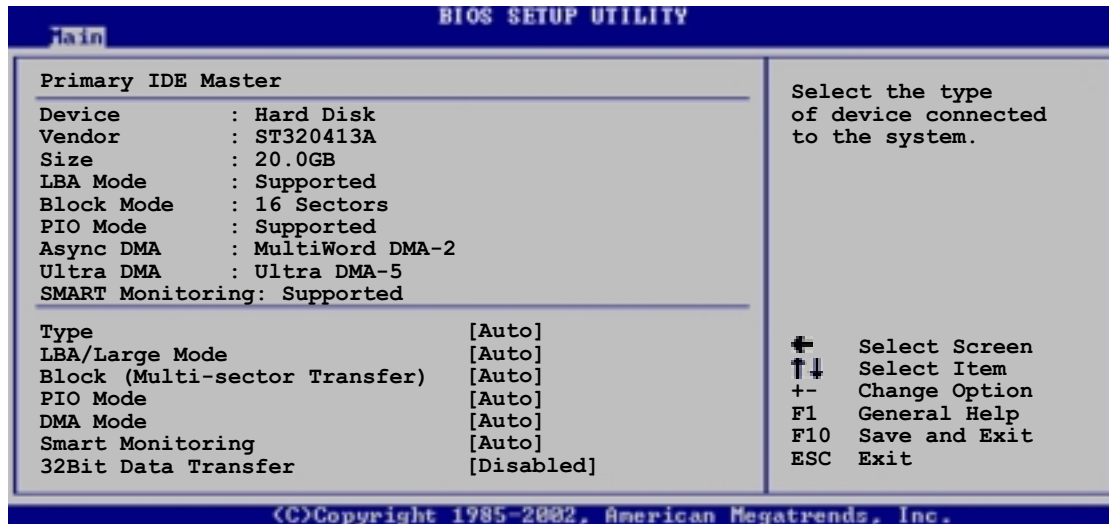 BIOS SETUP UTILITY
Main
Primary IDE Master
Device : Hard Disk
Vendor : ST320413A
Size : 20.0GB
LBA Mode : Supported
Block Mode : 16 Sectors
PIO Mode : Supported
Async DMA : MultiWord DMA-2
Ultra DMA : Ultra DMA-5
SMART Monitoring: Supported
Type [Auto]
LBA/Large Mode [Auto]
Block (Multi-sector Transfer) [Auto]
PIO Mode [Auto]
DMA Mode [Auto]
Smart Monitoring [Auto]
32Bit Data Transfer [Disabled]
Select the type
of device connected
to the system.
← Select Screen
↑↓ Select Item
+- Change Option
F1 General Help
F10 Save and Exit
ESC Exit
(C)Copyright 1985-2002, American Megatrends, Inc.